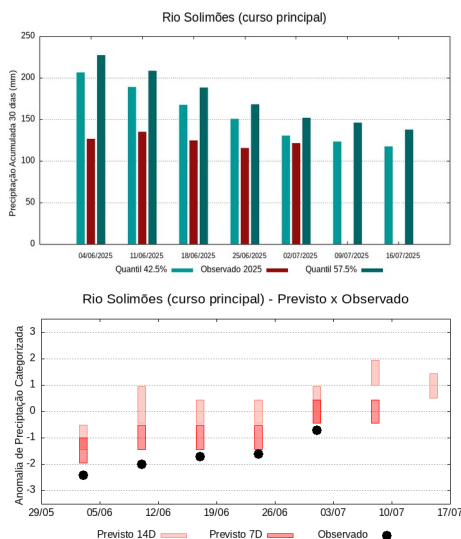 Rio Solimões (curso principal)
Precipitação Acumulada 30 dias (mm)
250
200
150
100
50
0
04/06/2025 11/06/2025 18/06/2025 25/06/2025 02/07/2025 09/07/2025 16/07/2025
Quantil 42.5% Observado 2025 Quantil 57.5%
Rio Solimões (curso principal) - Previsto x Observado
Anomalia de Precipitação Categorizada
3
2
1
0
-1
-2
-3
29/05 05/06 12/06 19/06 26/06 03/07 10/07 17/07
Previsto 14D Previsto 7D Observado